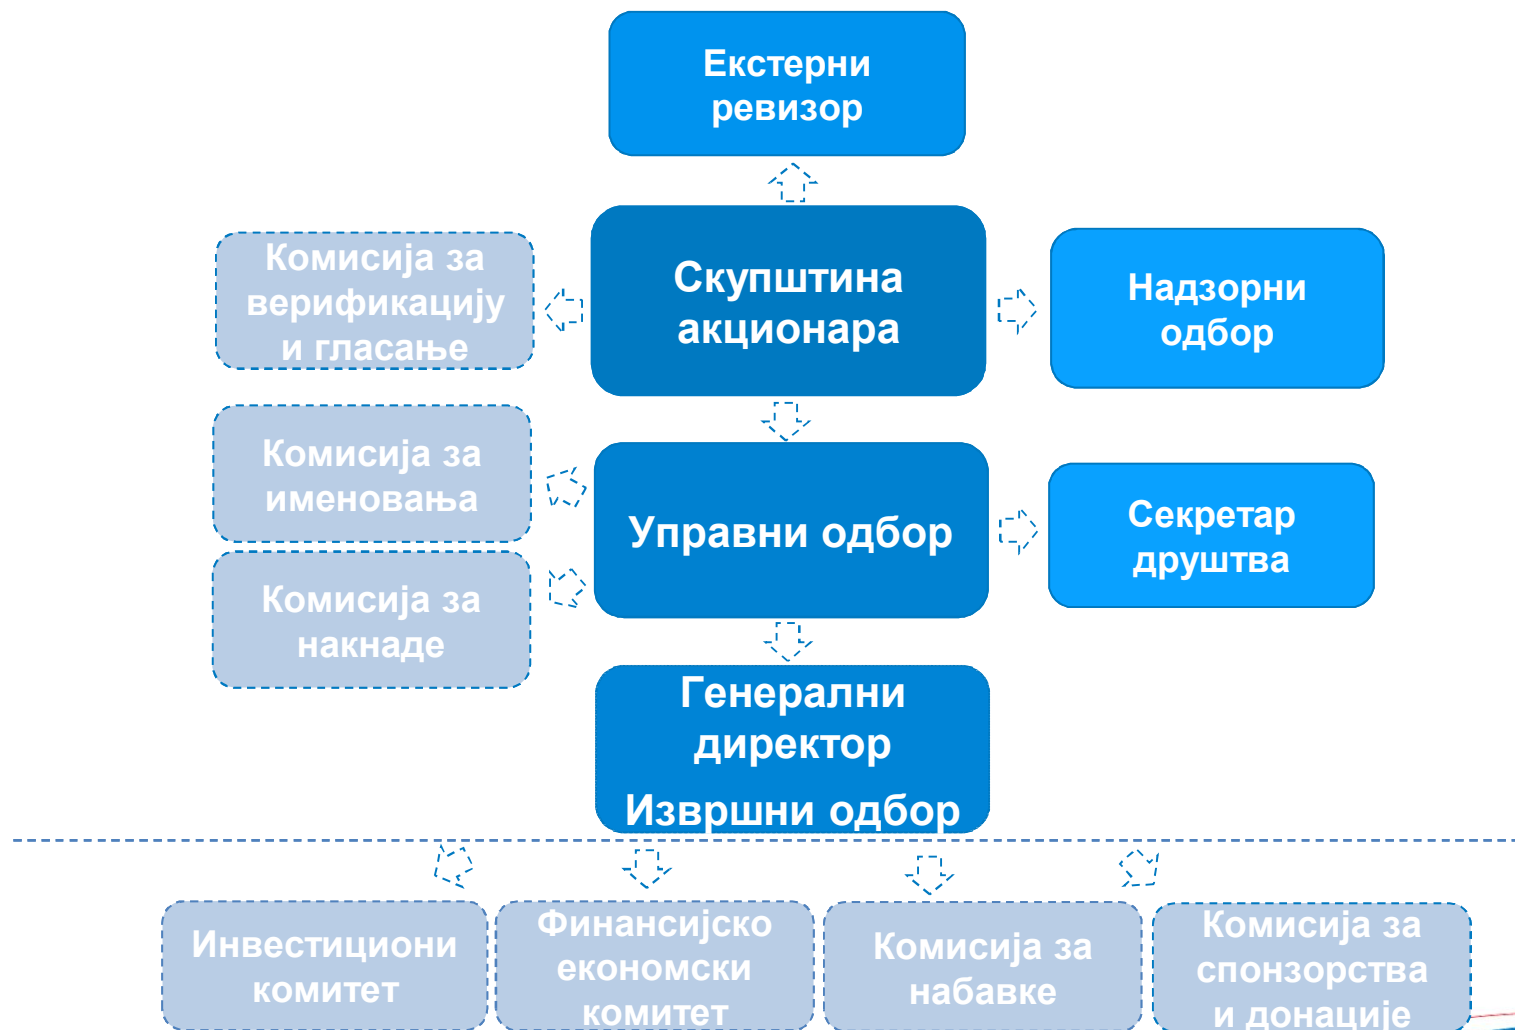 Екстерни
ревизор
Комисија за
верификацију
и гласање
Скупштина
акционара
Надзорни
одбор
Комисија за
именовања
Управни одбор
Секретар
друштва
Комисија за
накнаде
Генерални
директор
Извршни одбор
Инвестициони
комитет
Финансијско
економски
комитет
Комисија за
набавке
Комисија за
спонзорства
и донације